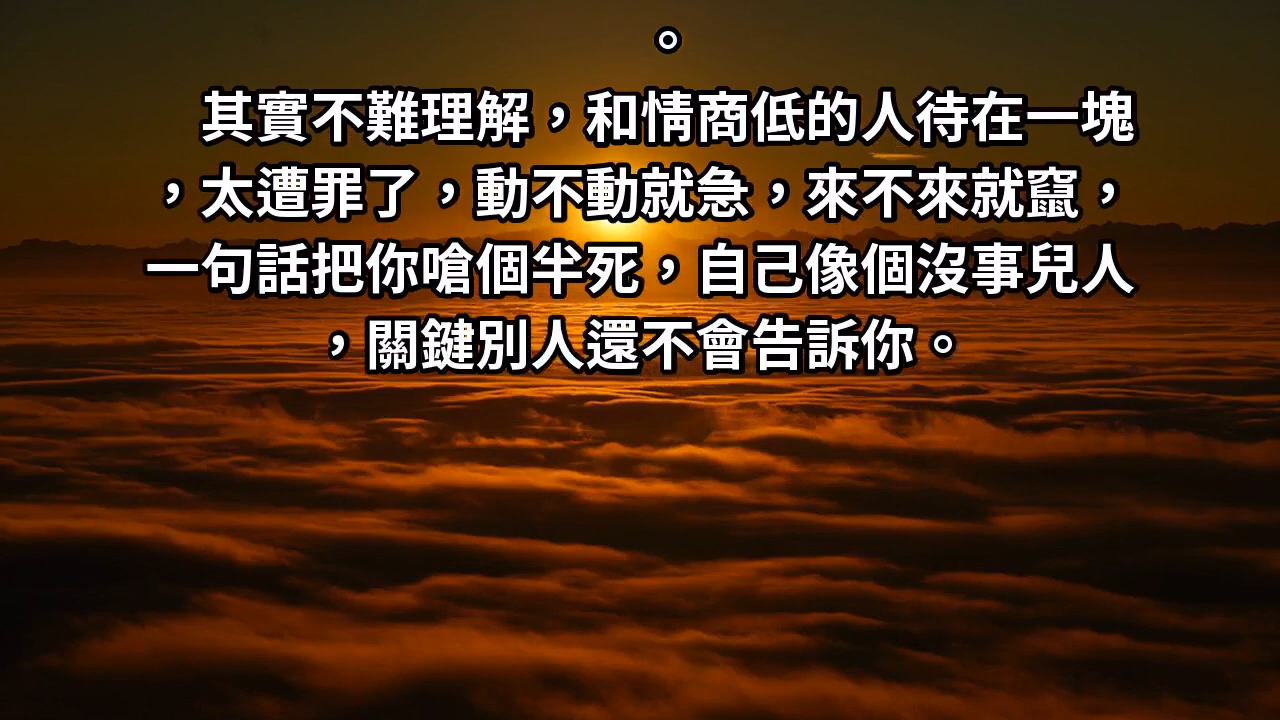 。
其實不難理解，和情商低的人待在一塊
，太遭罪了，動不動就急，來不來就竄，
一句話把你嗆個半死，自己像個沒事兒人
，關鍵別人還不會告訴你。